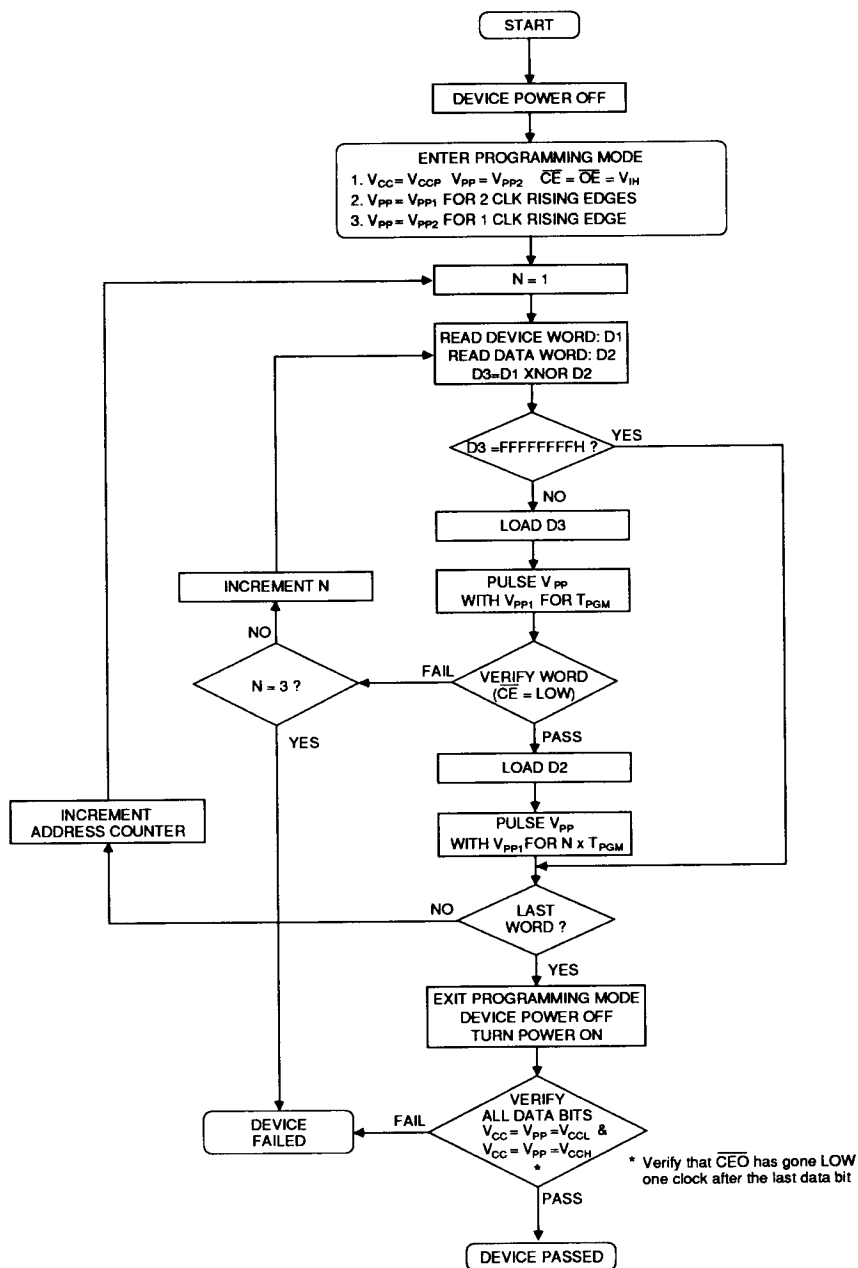 START
DEVICE POWER OFF
ENTER PROGRAMMING MODE
1. VCC= VCCP VPP= VPP2 CE = OE = VIH
2. VPP= VPP1 FOR 2 CLK RISING EDGES
3. VPP= VPP2 FOR 1 CLK RISING EDGE
N = 1
READ DEVICE WORD: D1
READ DATA WORD: D2
D3=D1 XNOR D2
D3 =FFFFFFFFH ?
YES
NO
LOAD D3
PULSE VPP
WITH VPP1 FOR TPGM
INCREMENT N
NO
N = 3 ?
FAIL
VERIFY WORD
(CE = LOW)
YES
PASS
LOAD D2
INCREMENT
ADDRESS COUNTER
PULSE VPP
WITH VPP1FOR N x TPGM
NO
LAST
WORD ?
YES
EXIT PROGRAMMING MODE
DEVICE POWER OFF
TURN POWER ON
DEVICE
FAILED
FAIL
VERIFY
ALL DATA BITS
VCC = VPP =VCCL &
VCC = VPP =VCCH
*
* Verify that CEO has gone LOW
one clock after the last data bit
PASS
DEVICE PASSED